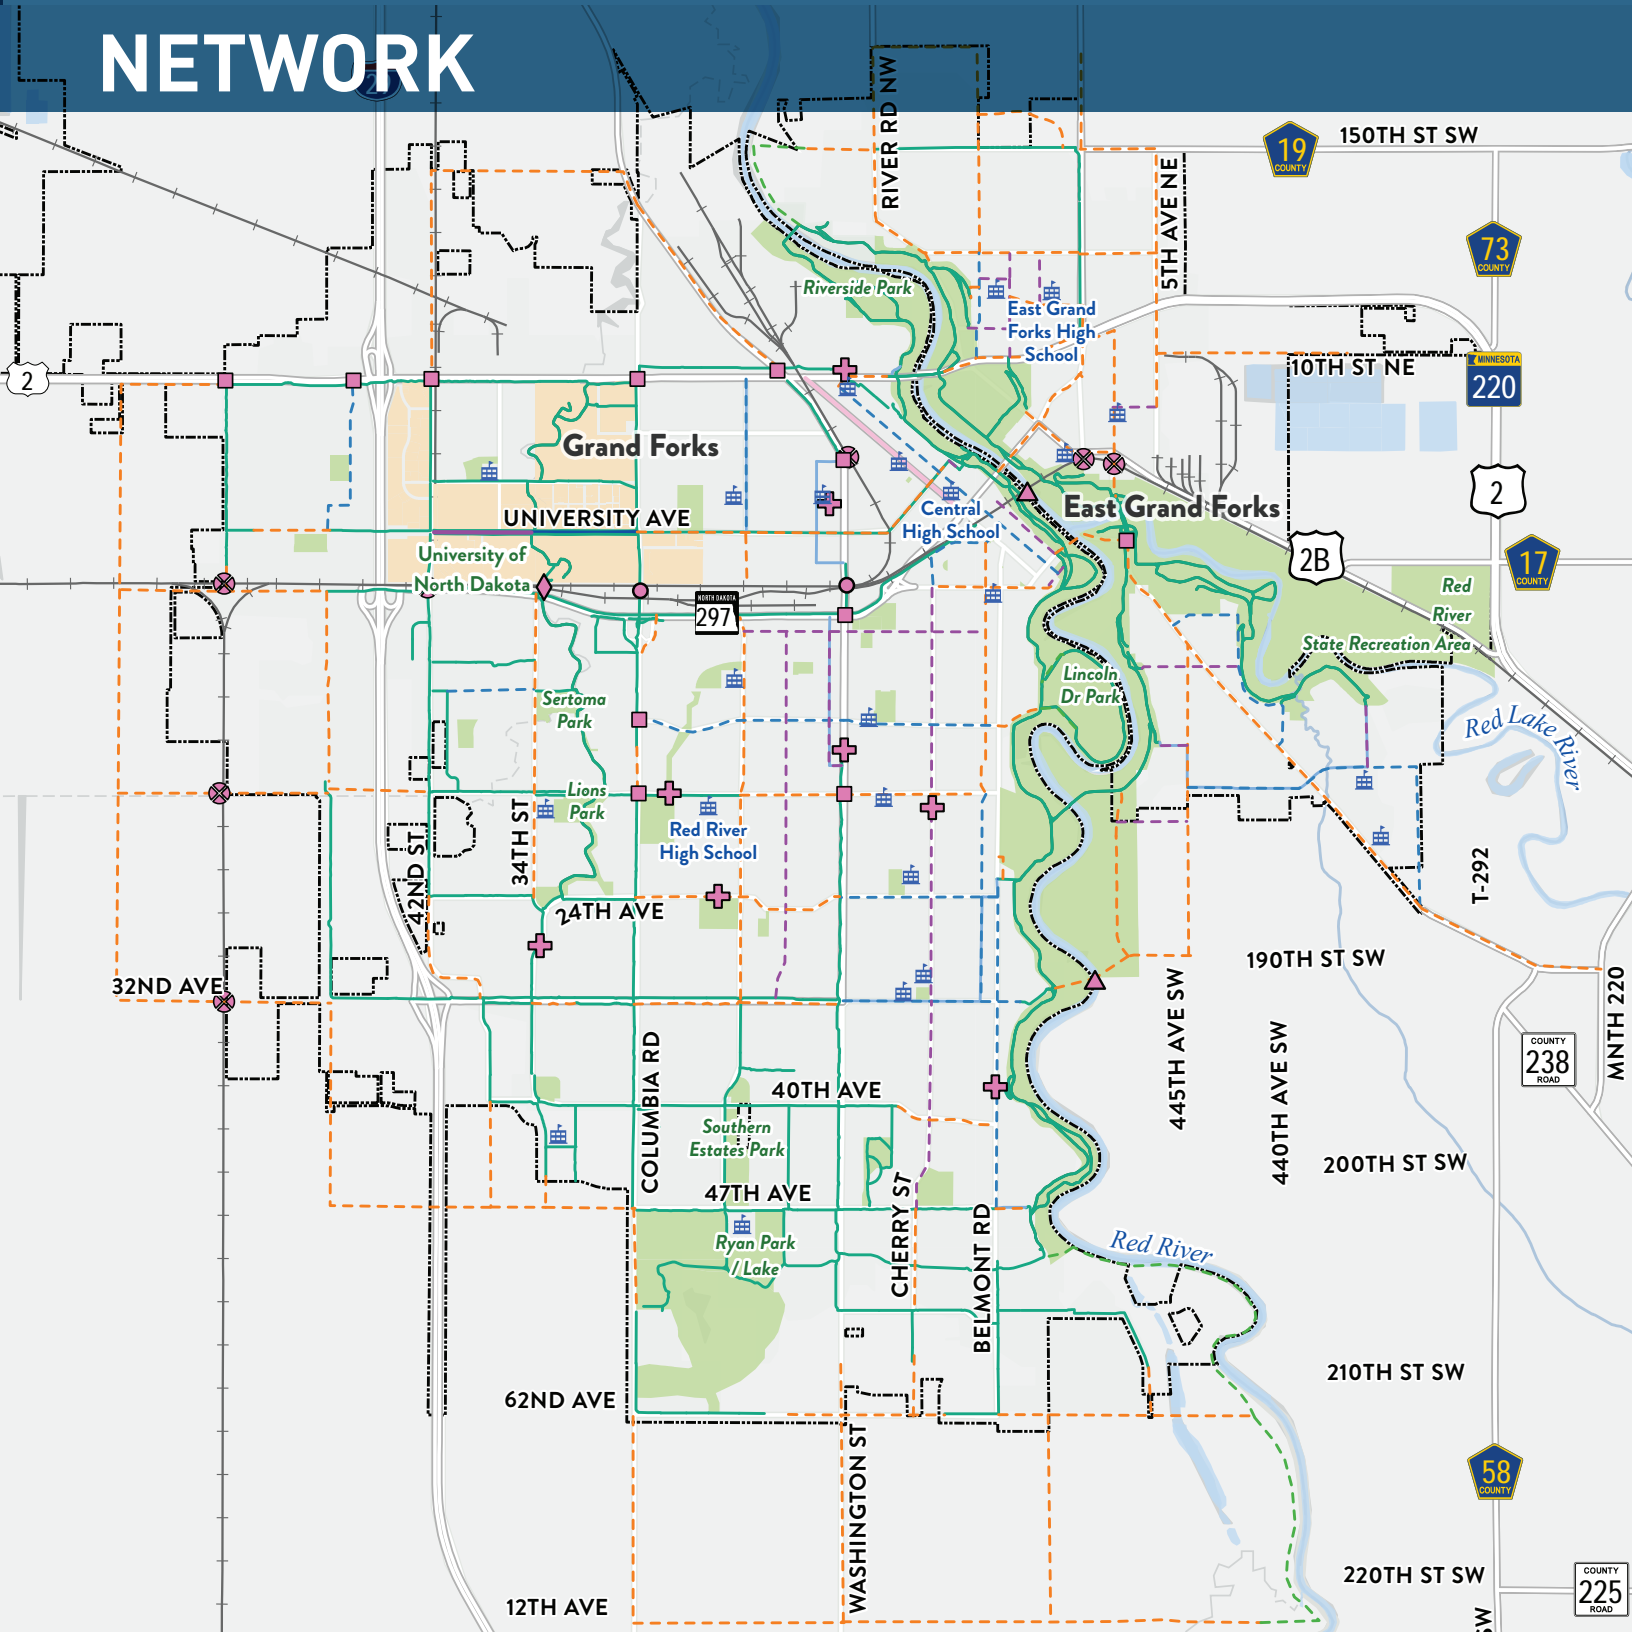 NETWORK
29
RIVER RD NW
150TH ST SW
19
COUNTY
5TH AVE NE
73
COUNTY
Riverside Park
East Grand
Forks High
School
2
10TH ST NE
MINNESOTA
220
Grand Forks
2
UNIVERSITY AVE
Central
High School
East Grand Forks
University of
North Dakota
2B
17
COUNTY
NORTH DAKOTA
297
Red
River
State Recreation Area
Lincoln
Dr Park
Sertoma
Park
Red Lake River
Lions
Park
34TH ST
42ND ST
Red River
High School
T-292
24TH AVE
32ND AVE
190TH ST SW
445TH AVE SW
440TH AVE SW
MNTH 220
COUNTY
238
ROAD
COLUMBIA RD
40TH AVE
Southern
Estates Park
200TH ST SW
47TH AVE
CHERRY ST
BELMONT RD
Ryan Park
/ Lake
Red River
62ND AVE
210TH ST SW
WASHINGTON ST
58
COUNTY
12TH AVE
220TH ST SW
COUNTY
225
ROAD
SW